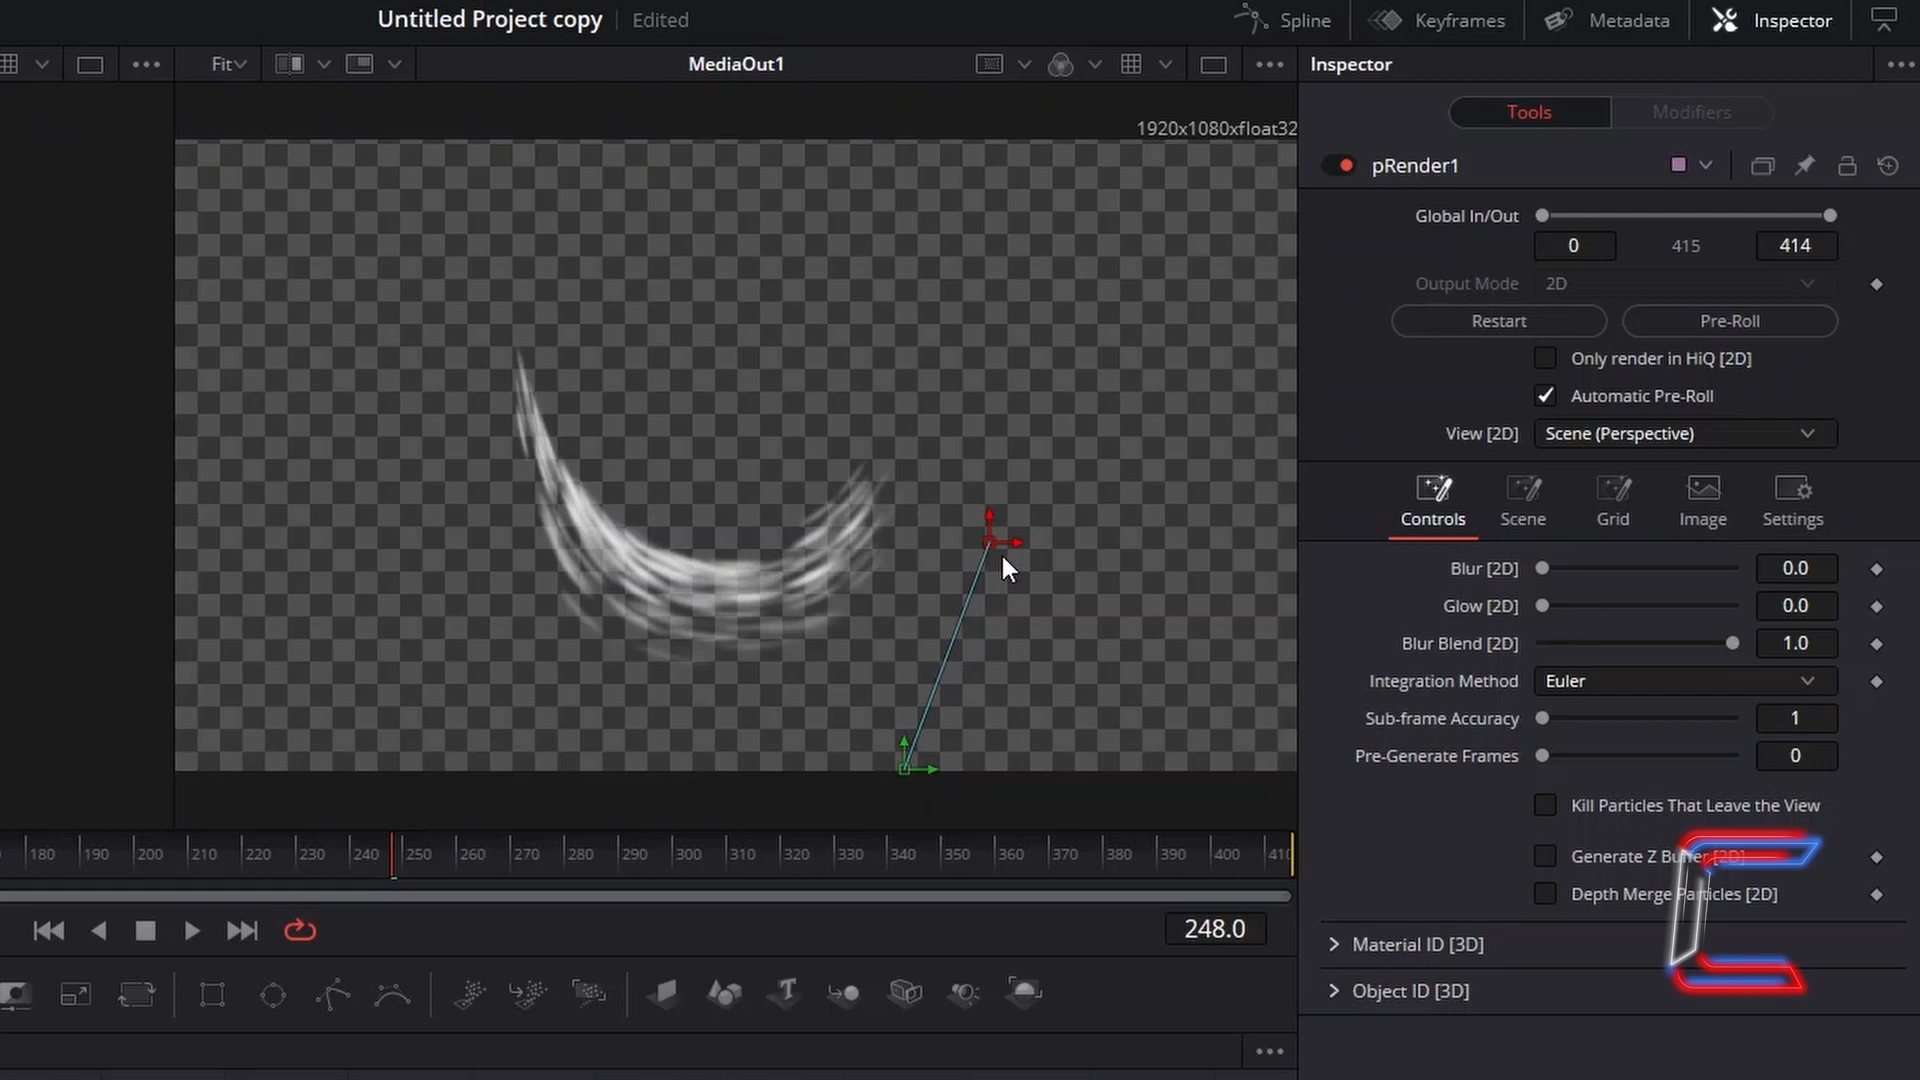 Untitled Project copy
Edited
Spline
Keyframes
Metadata
Inspector
Fit
MediaOut1
Inspector
1920x1080xfloat32
Tools
Modifiers
pRender1
Global In/Out
0
415
414
Output Mode
2D
Restart
Pre-Roll
Only render in HiQ [2D]
Automatic Pre-Roll
View [2D]
Scene (Perspective)
Controls
Scene
Grid
Image
Settings
Blur [2D]
0.0
Glow [2D]
0.0
Blur Blend [2D]
1.0
Integration Method
Euler
Sub-frame Accuracy
1
Pre-Generate Frames
0
Kill Particles That Leave the View
Generate Z Buffer [2D]
Depth Merge Particles [2D]
Material ID [3D]
Object ID [3D]
180 190 200 210 220 230 240 250 260 270 280 290 300 310 320 330 340 350 360 370 380 390 400 410
248.0